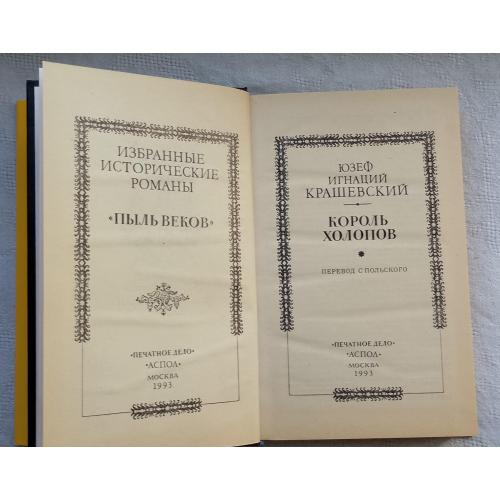 ИЗБРАННЫЕ
ИСТОРИЧЕСКИЕ
РОМАНЫ
«ПЫЛЬ ВЕКОВ»
«ПЕЧАТНОЕ ДЕЛО»
«АСПОЛ»
МОСКВА
1993
ЮЗЕФ
ИГНАЦИЙ
КРАШЕВСКИЙ
КОРОЛЬ
ХОЛОПОВ
ПЕРЕВОД С ПОЛЬСКОГО
«ПЕЧАТНОЕ ДЕЛО»
«АСПОЛ»
МОСКВА
1993